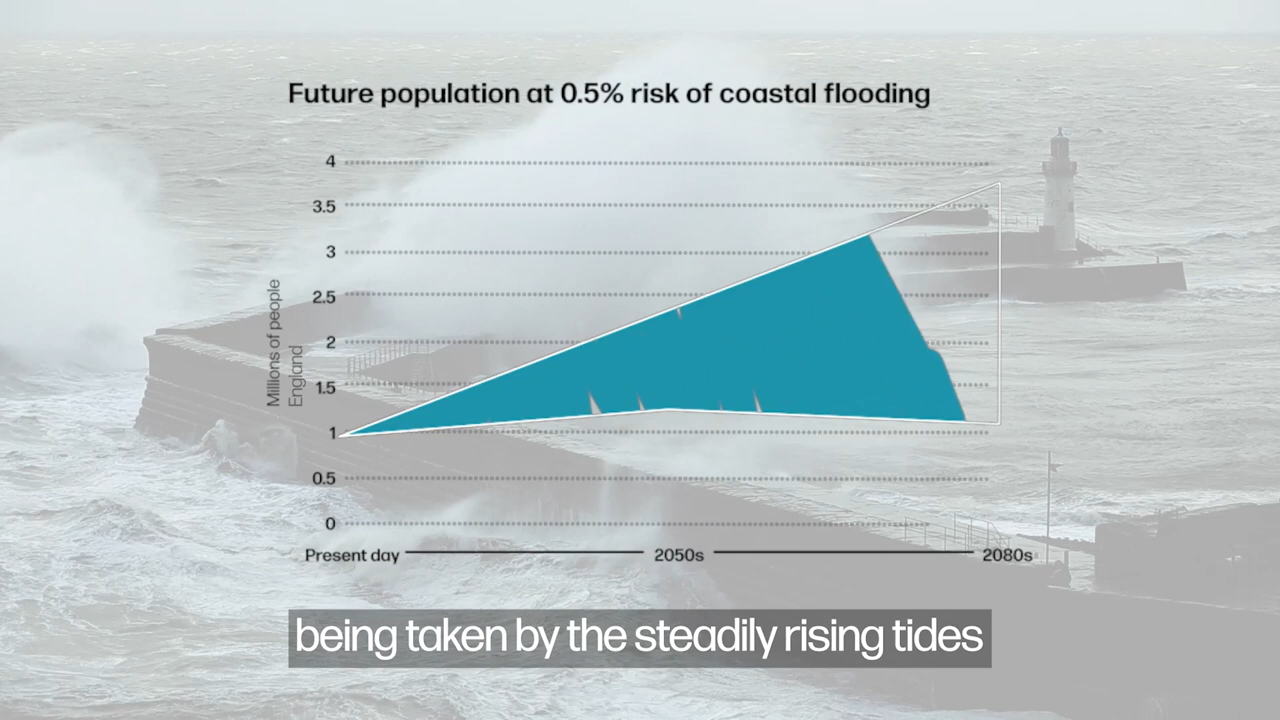 Future population at 0.5% risk of coastal flooding
4
3.5
3
2.5
2
1.5
1
0.5
0
Millions of people
England
Present day
2050s
2080s
being taken by the steadily rising tides